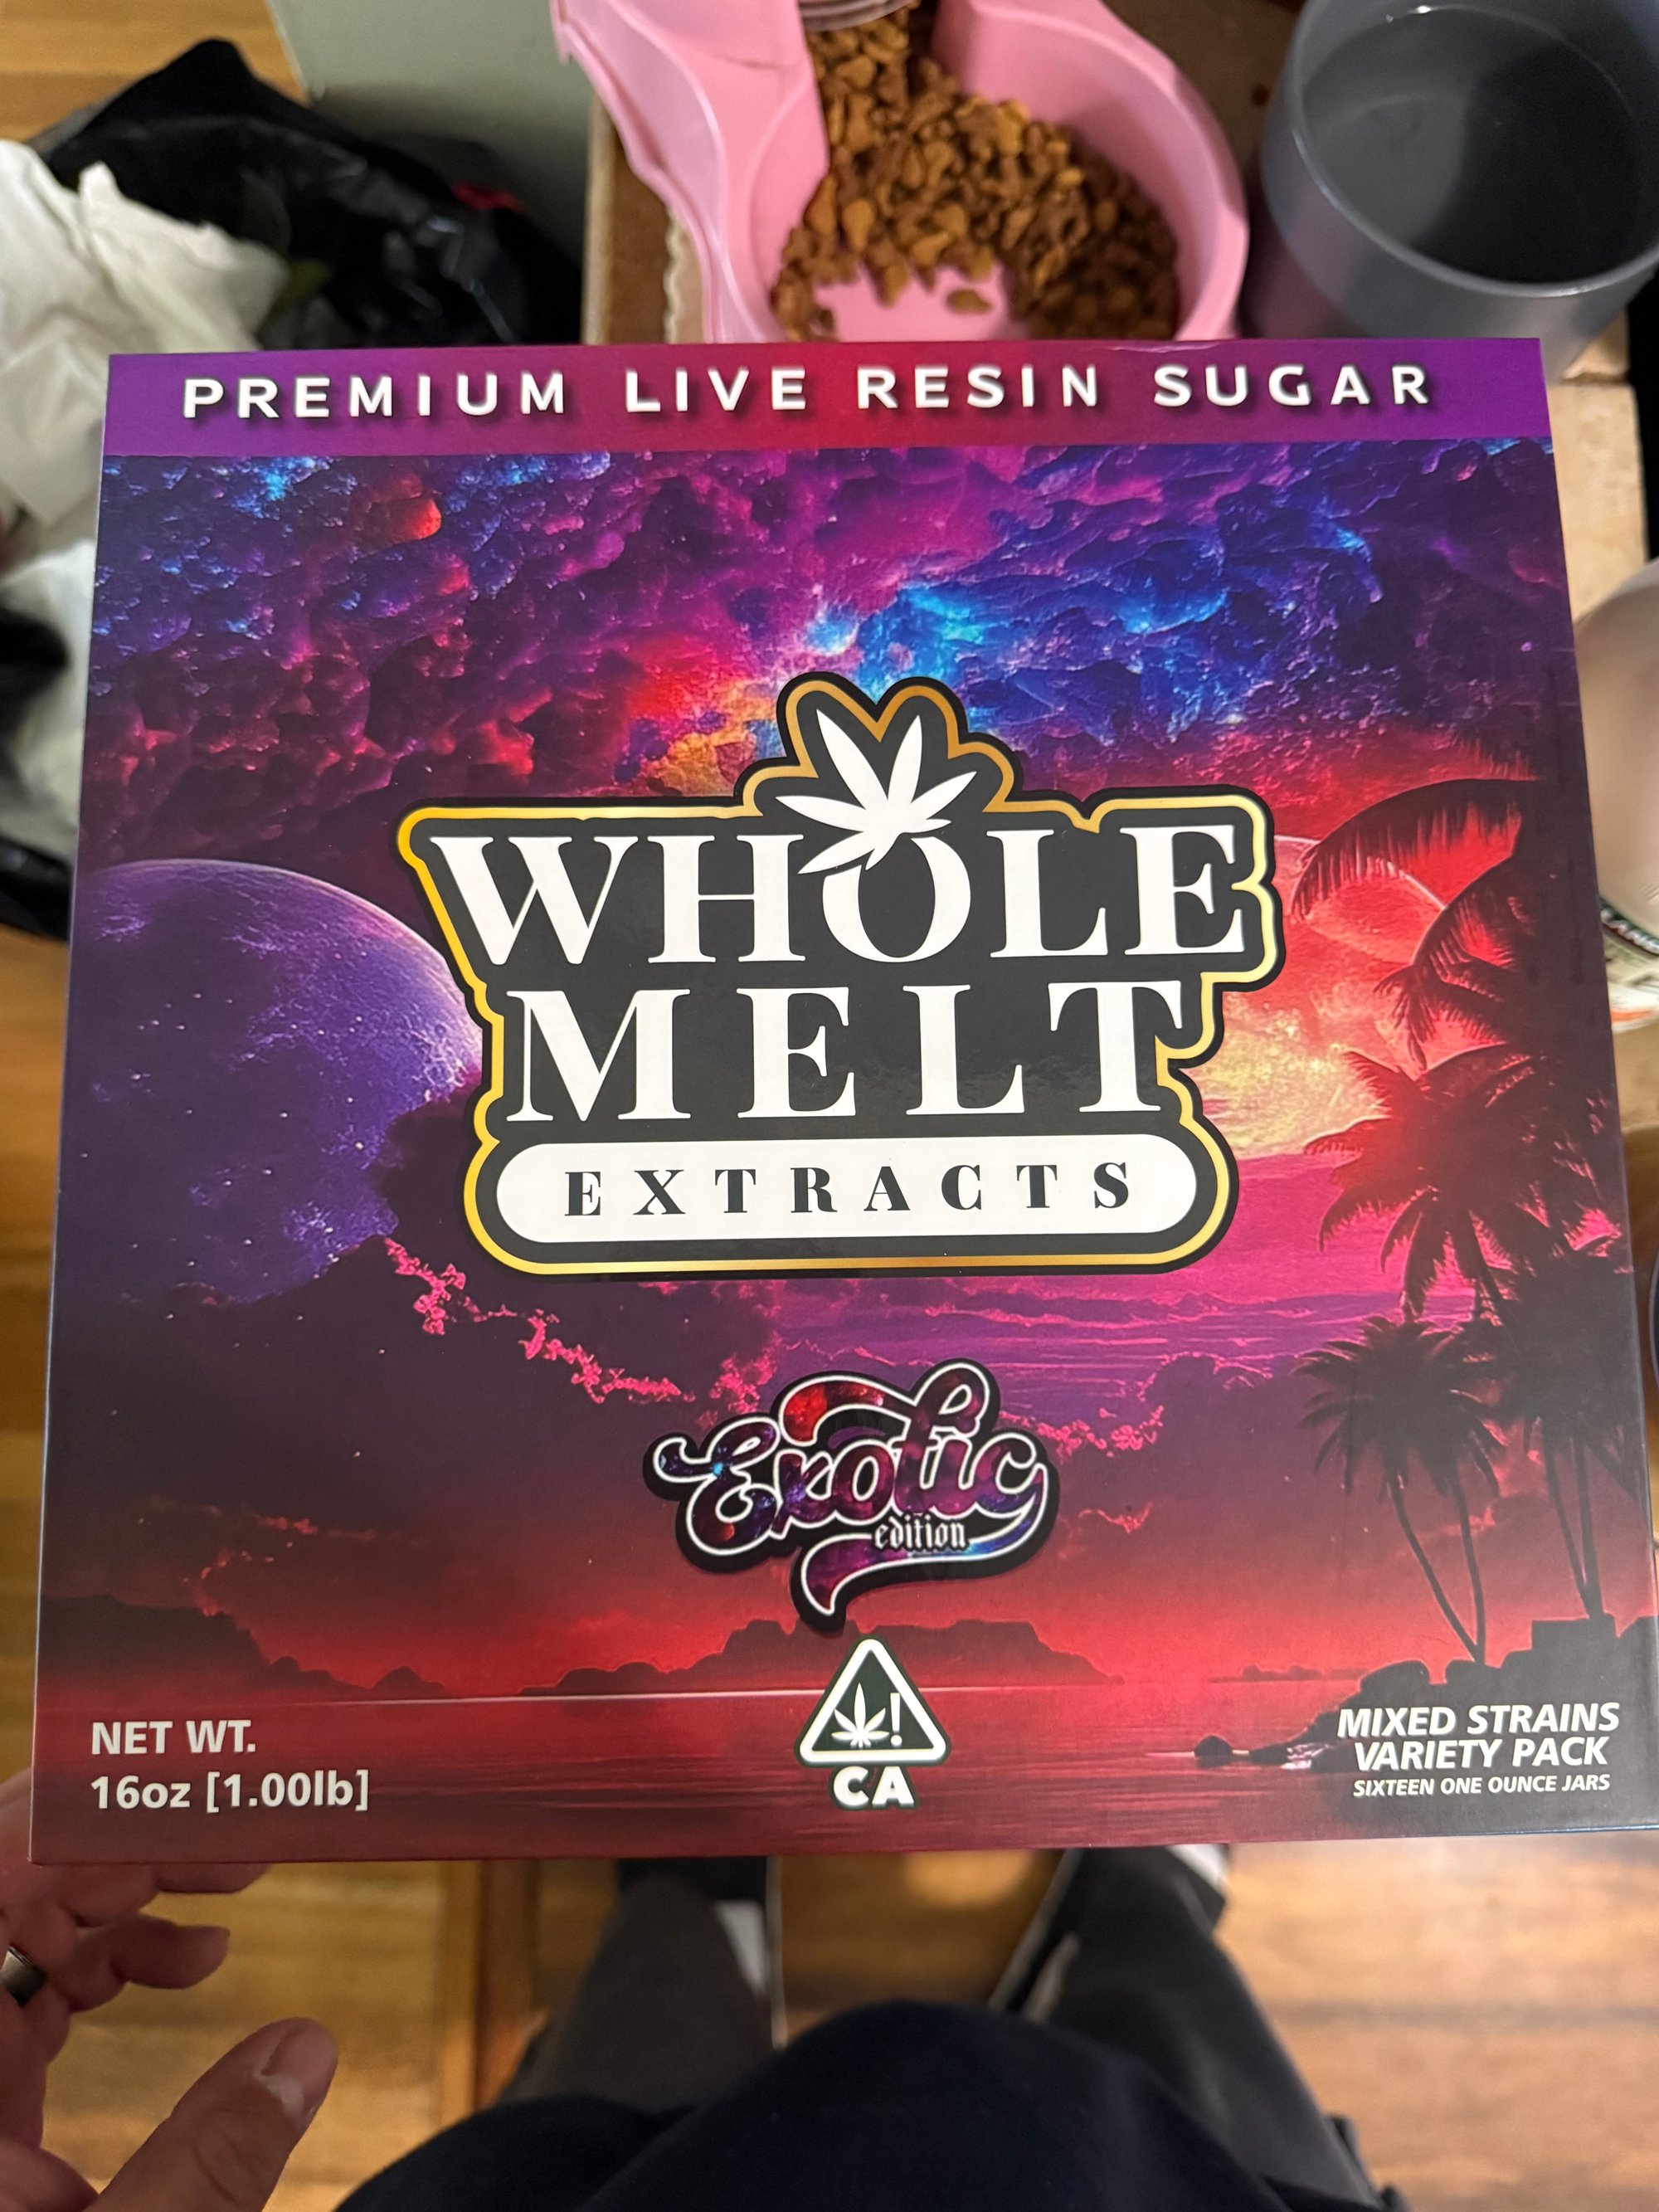 PREMIUM LIVE RESIN SUGAR
WHOLE
MELT
EXTRACTS
Exotic
edition
NET WT.
16oz [1.00lb]
!
CA
MIXED STRAINS
VARIETY PACK
SIXTEEN ONE OUNCE JARS